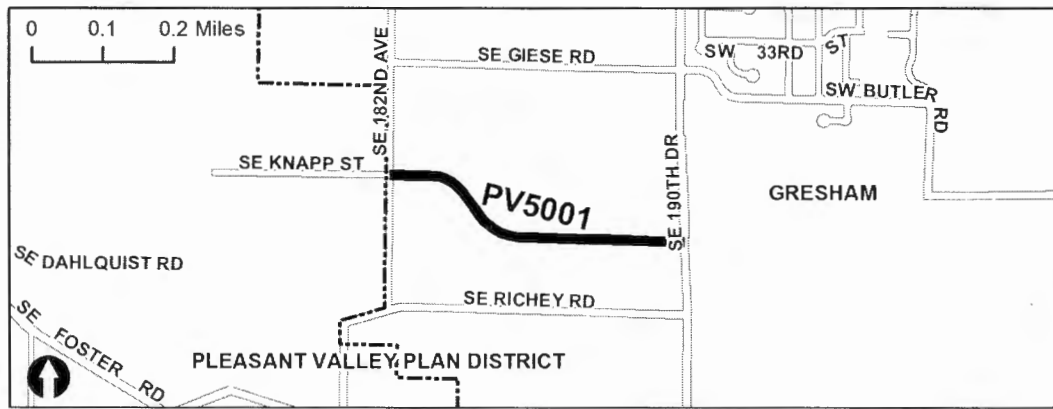 0 0.1 0.2 Miles
SE 182ND AVE
SE GIESE RD
SW 33RD
ST
SW BUTLER RD
SE KNAPP ST
PV5001
SE 190TH DR
GRESHAM
SE DAHLQUIST RD
SE RICHEY RD
SE FOSTER RD
PLEASANT VALLEY PLAN DISTRICT